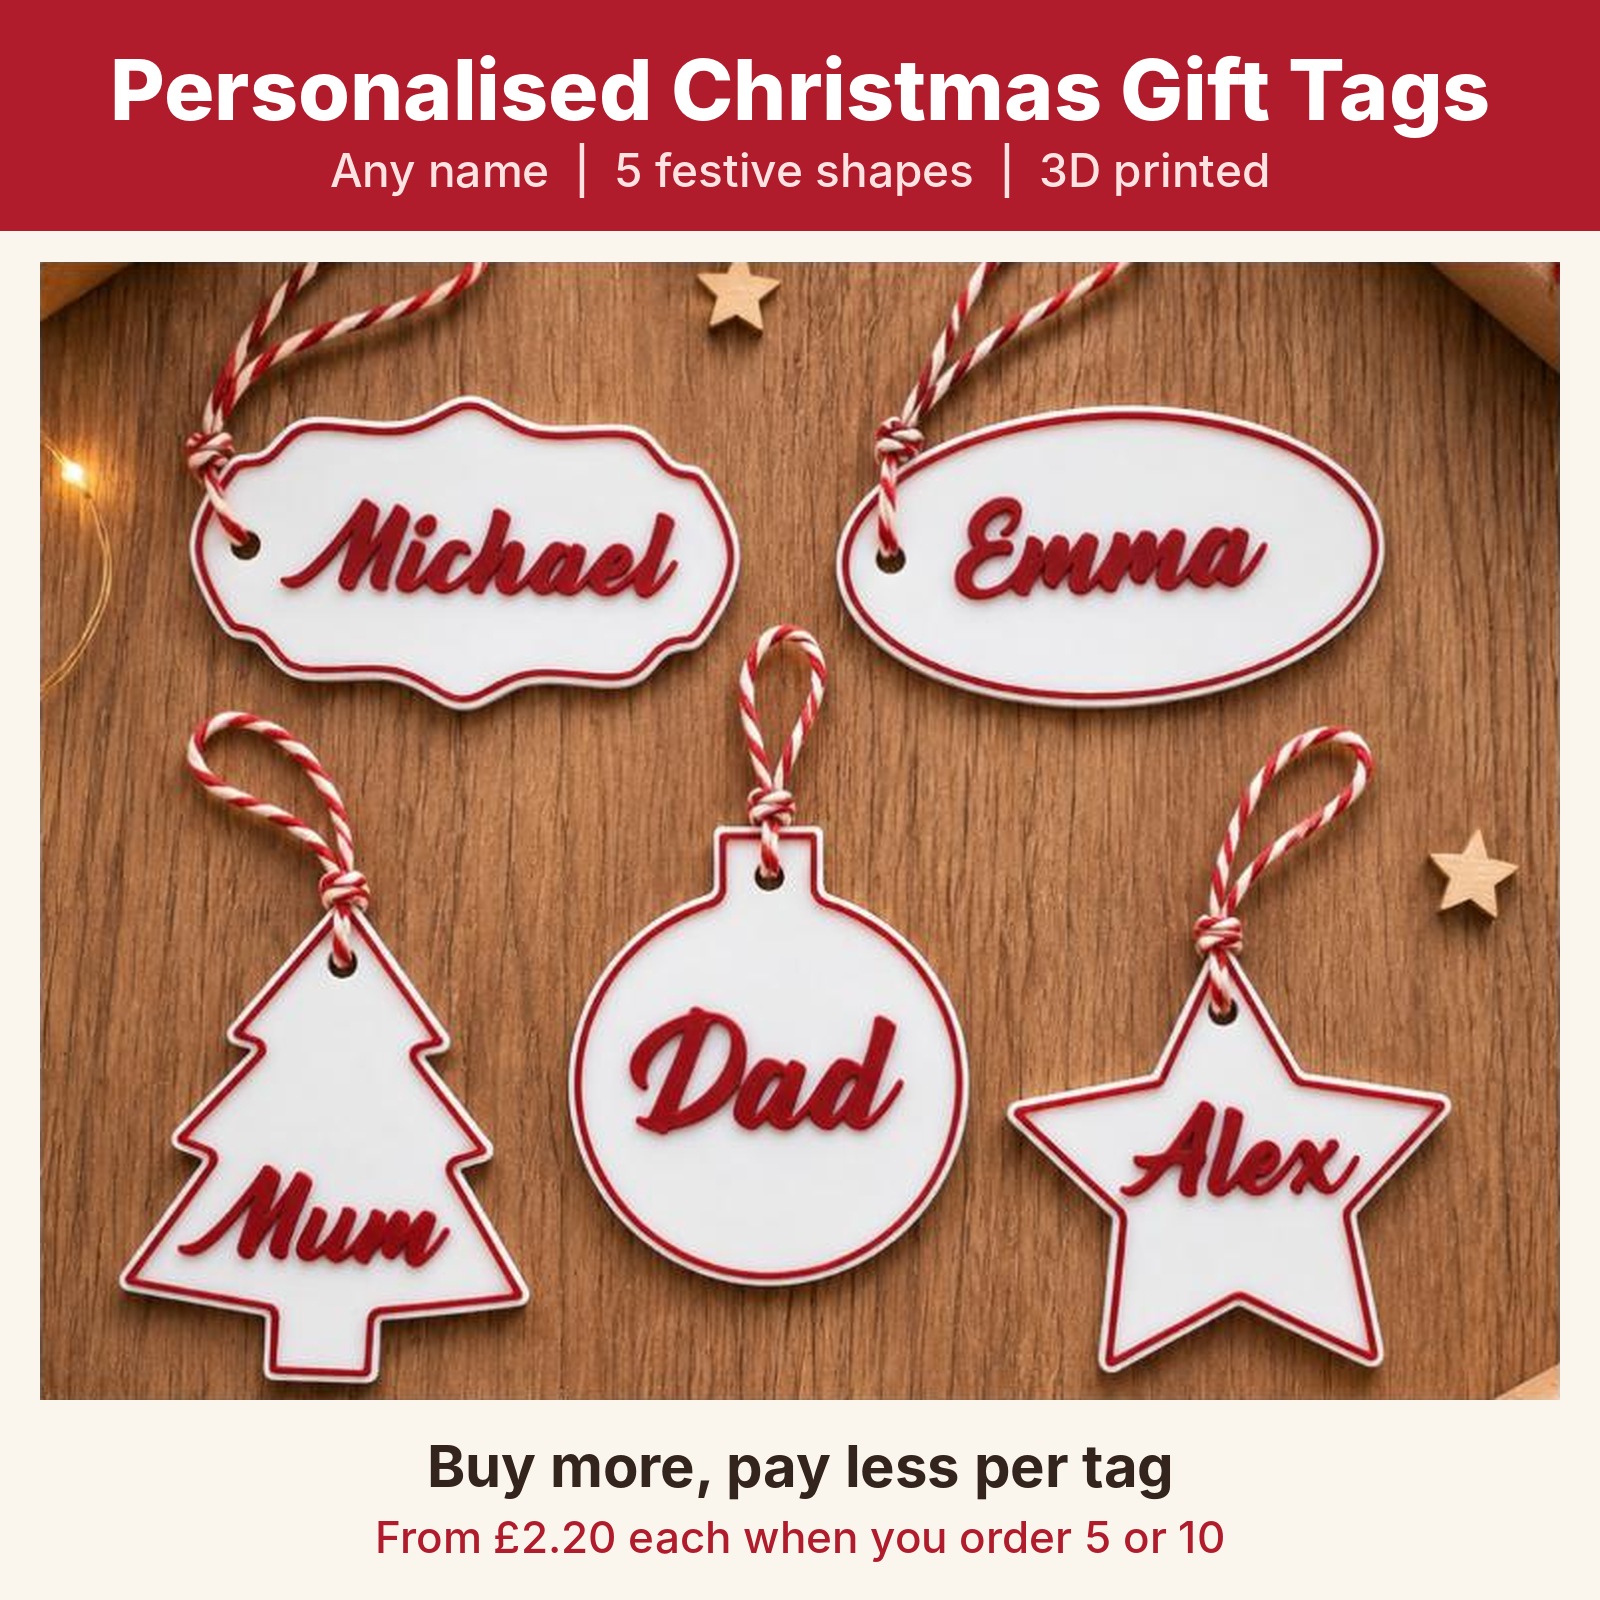 Personalised Christmas Gift Tags
Any name | 5 festive shapes | 3D printed
Michael
Emma
Mum
Dad
Alex
Buy more, pay less per tag
From £2.20 each when you order 5 or 10